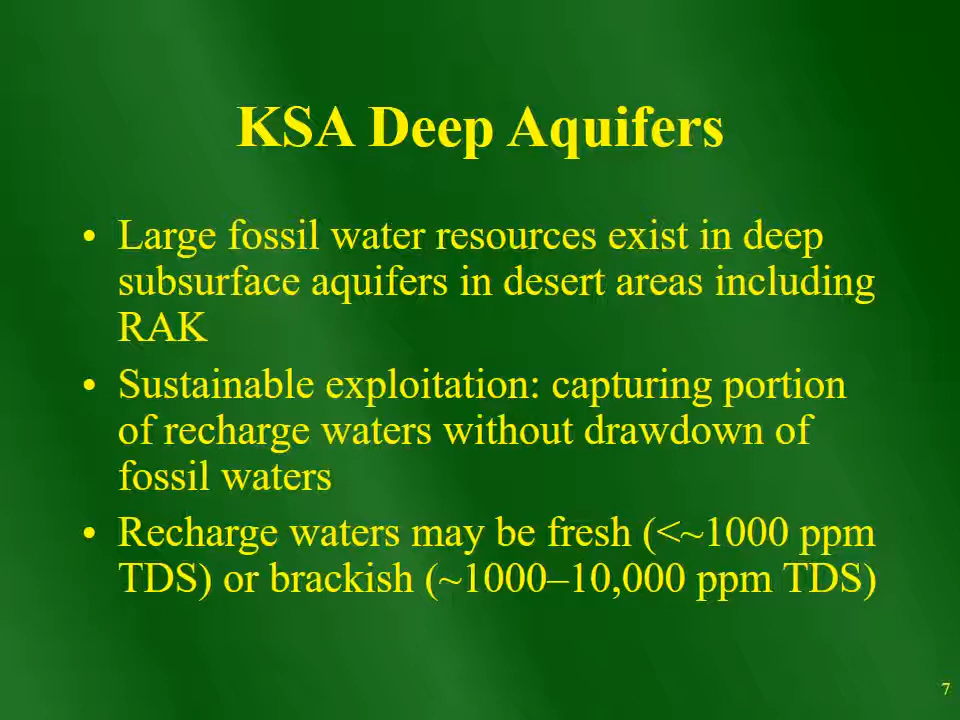 KSA Deep Aquifers
• Large fossil water resources exist in deep
subsurface aquifers in desert areas including
RAK
• Sustainable exploitation: capturing portion
of recharge waters without drawdown of
fossil waters
• Recharge waters may be fresh (<~1000 ppm
TDS) or brackish (~1000–10,000 ppm TDS)
7